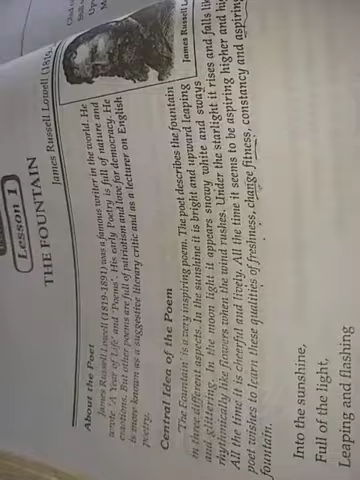 Lesson 1
THE FOUNTAIN
James Russell Lowell (1819
James Russell L
About the Poet
James Russell Lowell (1819-1891) was a famous writer in the world. He
wrote 'A Year of Life' and 'Poems'. His early Poetry is full of nature and
emotions. But other poems are full of patriotism and love for democracy. He
is more known as a suggestive literary critic and as a lecturer on English
poetry.
Central Idea of the Poem
'The Fountain' is a very inspiring poem. The poet describes the fountain
in three different aspects. In the sunshine it is bright and upward leaping
and glittering. In the moon light it appears snowy white and sways
rhythmically like flowers when the wind rushes. Under the starlight it rises and falls li
All the time it is cheerful and lively. All the time it seems to be aspiring higher and hi
poet wishes to learn these qualities of freshness, change fitness, constancy and aspiring
fountain.
Into the sunshine,
Full of the light,
Leaping and flashing